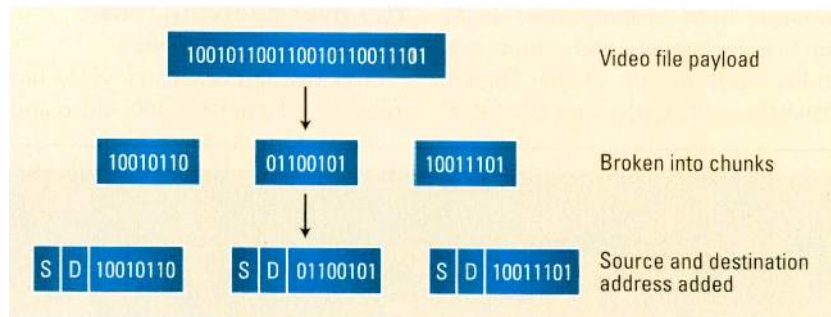 100101100110010110011101
Video file payload
10010110
01100101
10011101
Broken into chunks
S D 10010110
S D 01100101
S D 10011101
Source and destination
address added